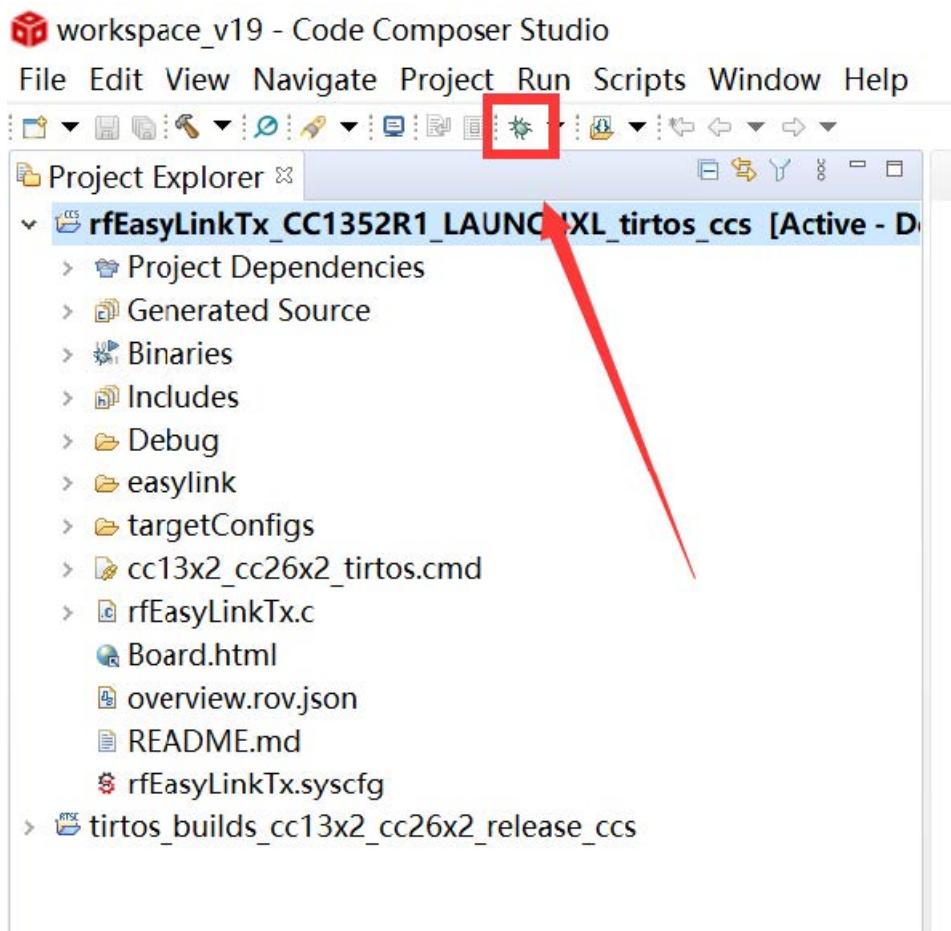 workspace_v19 - Code Composer Studio
File Edit View Navigate Project Run Scripts Window Help
Project Explorer
rfEasyLinkTx_CC1352R1_LAUNCHXL_tirtos_ccs [Active - D
Project Dependencies
Generated Source
Binaries
Includes
Debug
easylink
targetConfigs
cc13x2_cc26x2_tirtos.cmd
rfEasyLinkTx.c
Board.html
overview.rov.json
README.md
rfEasyLinkTx.syscfg
tirtos_builds_cc13x2_cc26x2_release_ccs